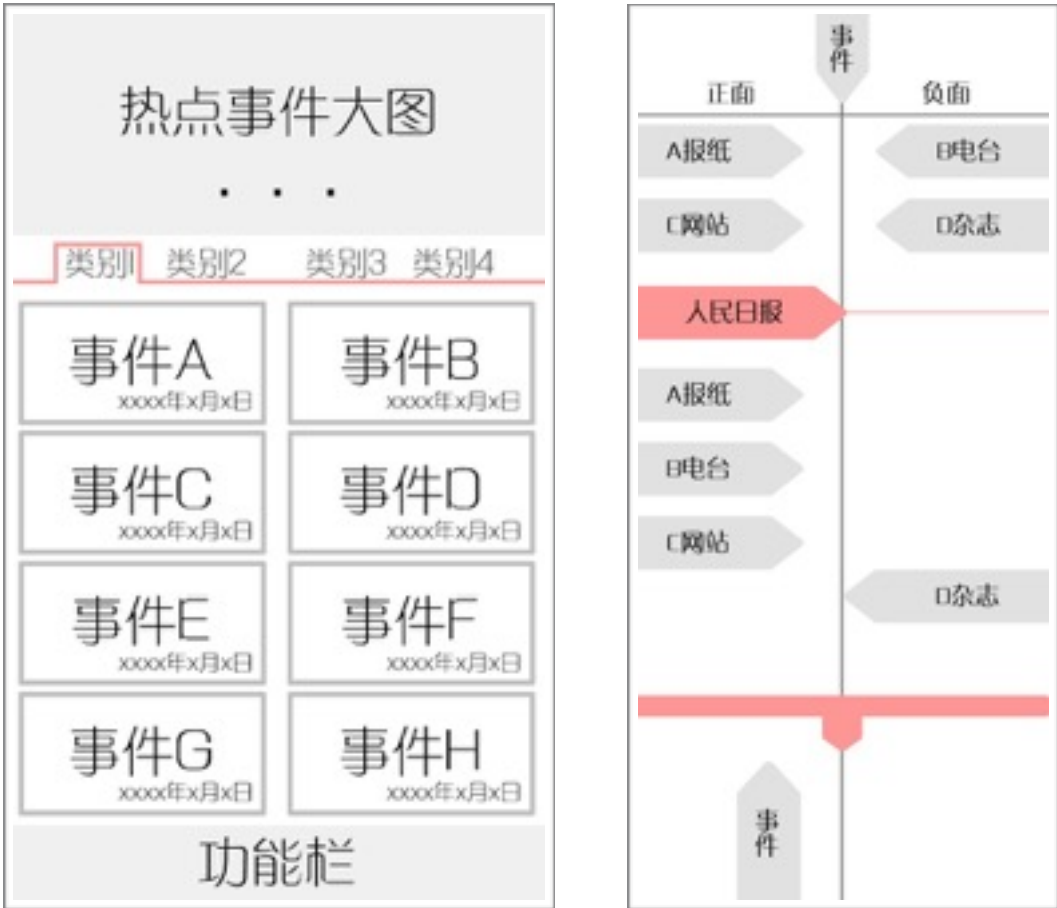 热点事件大图
. . .
类别1 类别2 类别3 类别4
事件A
xxxx年x月x日
事件B
xxxx年x月x日
事件C
xxxx年x月x日
事件D
xxxx年x月x日
事件E
xxxx年x月x日
事件F
xxxx年x月x日
事件G
xxxx年x月x日
事件H
xxxx年x月x日
功能栏
事件
正面 负面
A报纸 B电台
C网站 D杂志
人民日报
A报纸
B电台
C网站
D杂志
事件